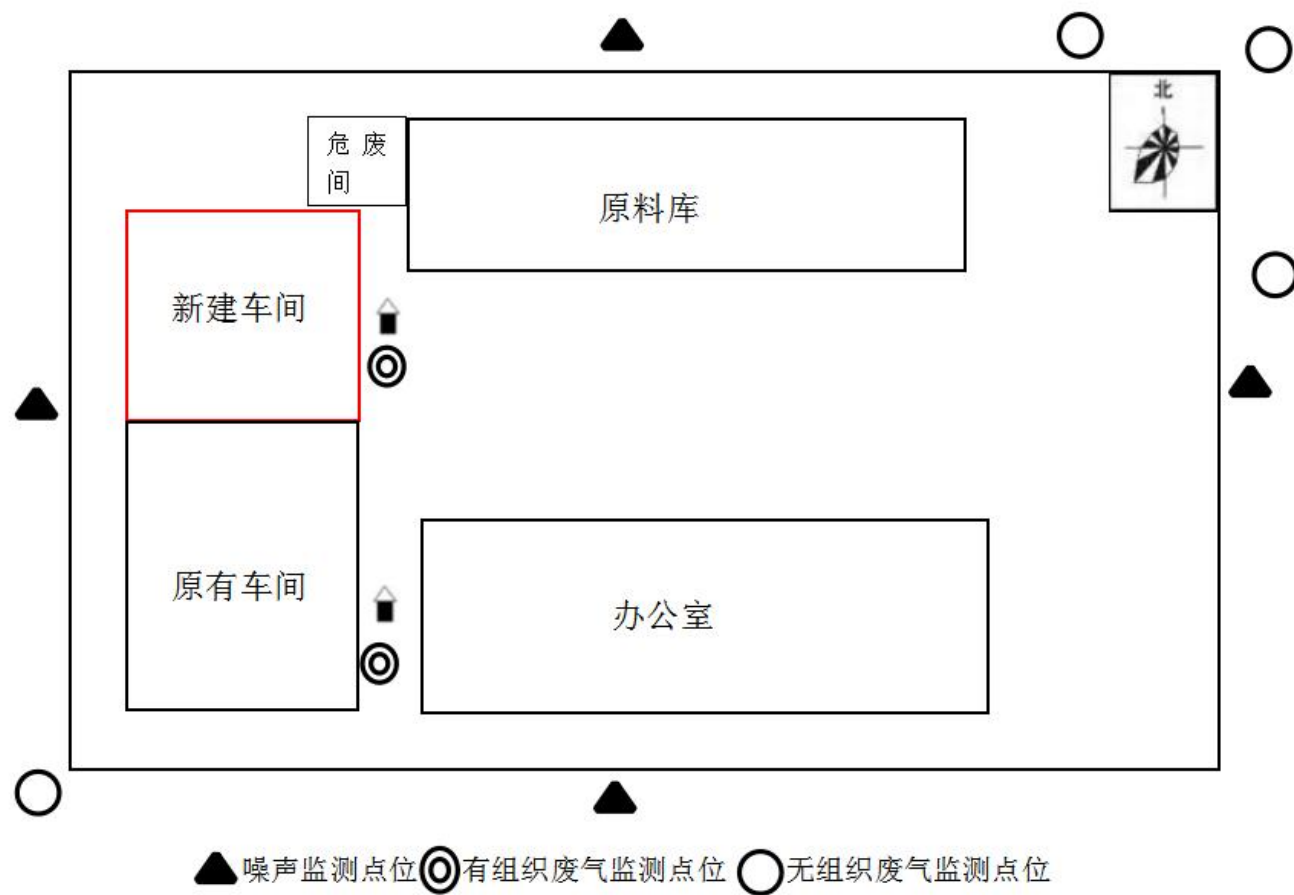 北
危 废
间
原料库
新建车间
原有车间
办公室
噪声监测点位 有组织废气监测点位 无组织废气监测点位